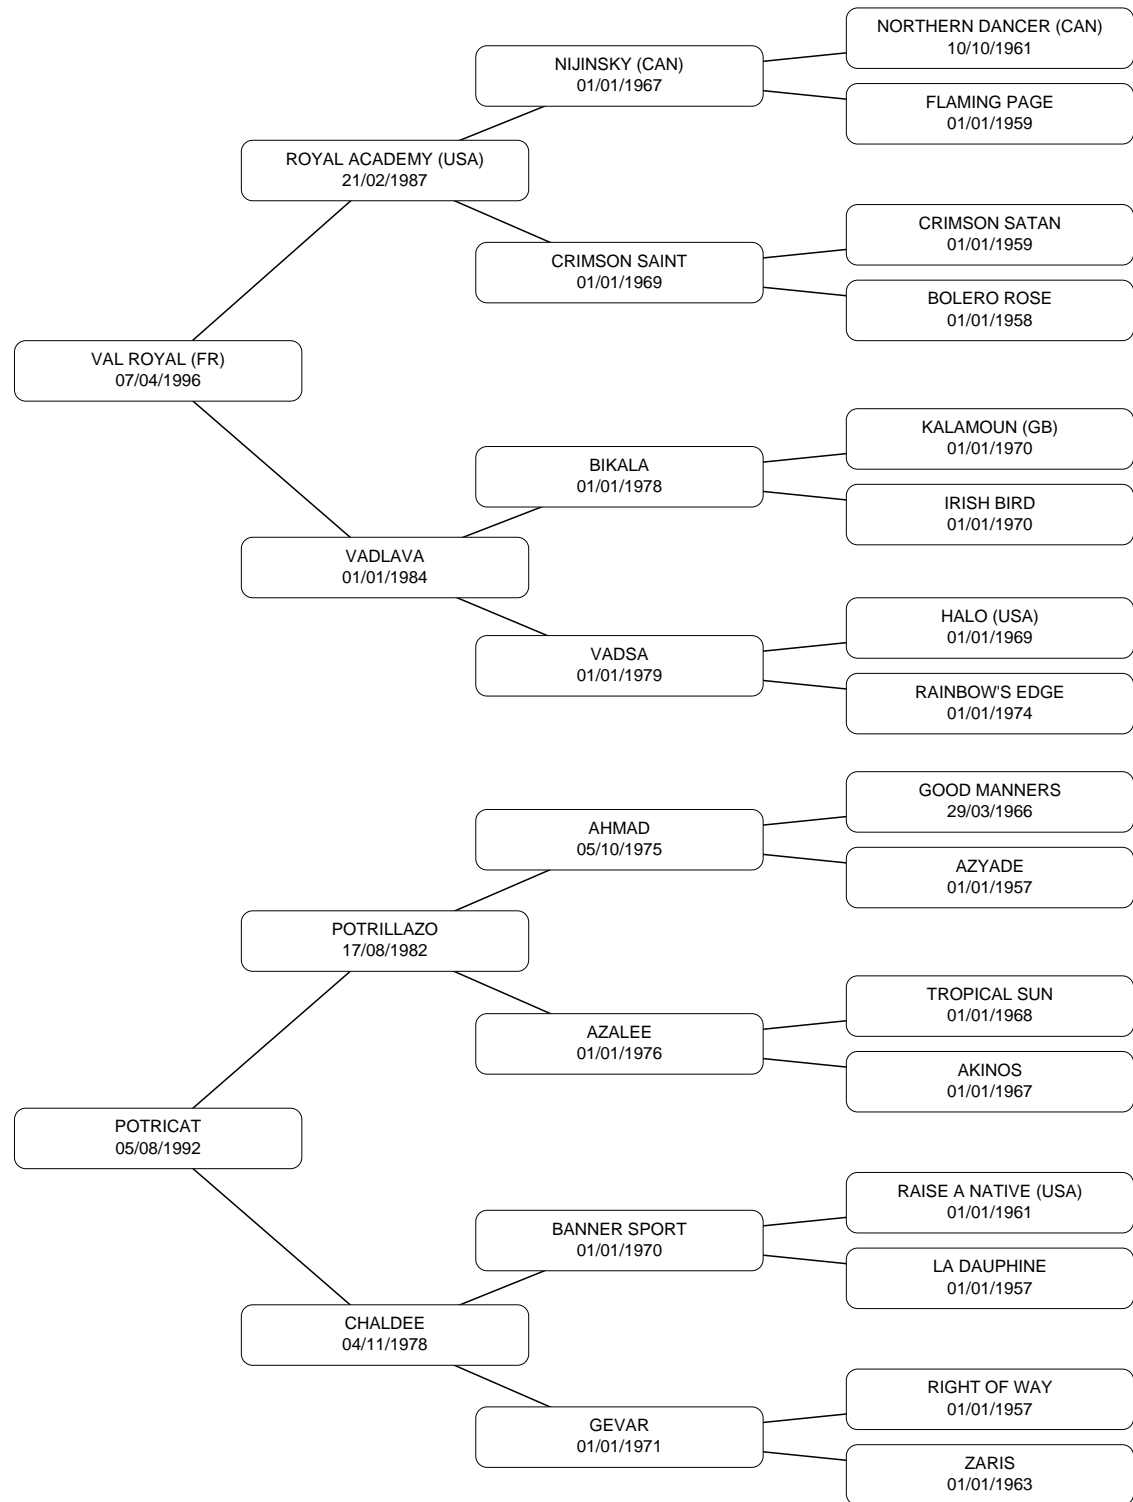 NORTHERN DANCER (CAN)
10/10/1961
NIJINSKY (CAN)
01/01/1967
FLAMING PAGE
01/01/1959
ROYAL ACADEMY (USA)
21/02/1987
CRIMSON SATAN
01/01/1959
CRIMSON SAINT
01/01/1969
BOLERO ROSE
01/01/1958
VAL ROYAL (FR)
07/04/1996
KALAMOUN (GB)
01/01/1970
BIKALA
01/01/1978
IRISH BIRD
01/01/1970
VADLAVA
01/01/1984
HALO (USA)
01/01/1969
VADSA
01/01/1979
RAINBOW'S EDGE
01/01/1974
GOOD MANNERS
29/03/1966
AHMAD
05/10/1975
AZYADE
01/01/1957
POTRILLAZO
17/08/1982
TROPICAL SUN
01/01/1968
AZALEE
01/01/1976
AKINOS
01/01/1967
POTRICAT
05/08/1992
RAISE A NATIVE (USA)
01/01/1961
BANNER SPORT
01/01/1970
LA DAUPHINE
01/01/1957
CHALDEE
04/11/1978
RIGHT OF WAY
01/01/1957
GEVAR
01/01/1971
ZARIS
01/01/1963